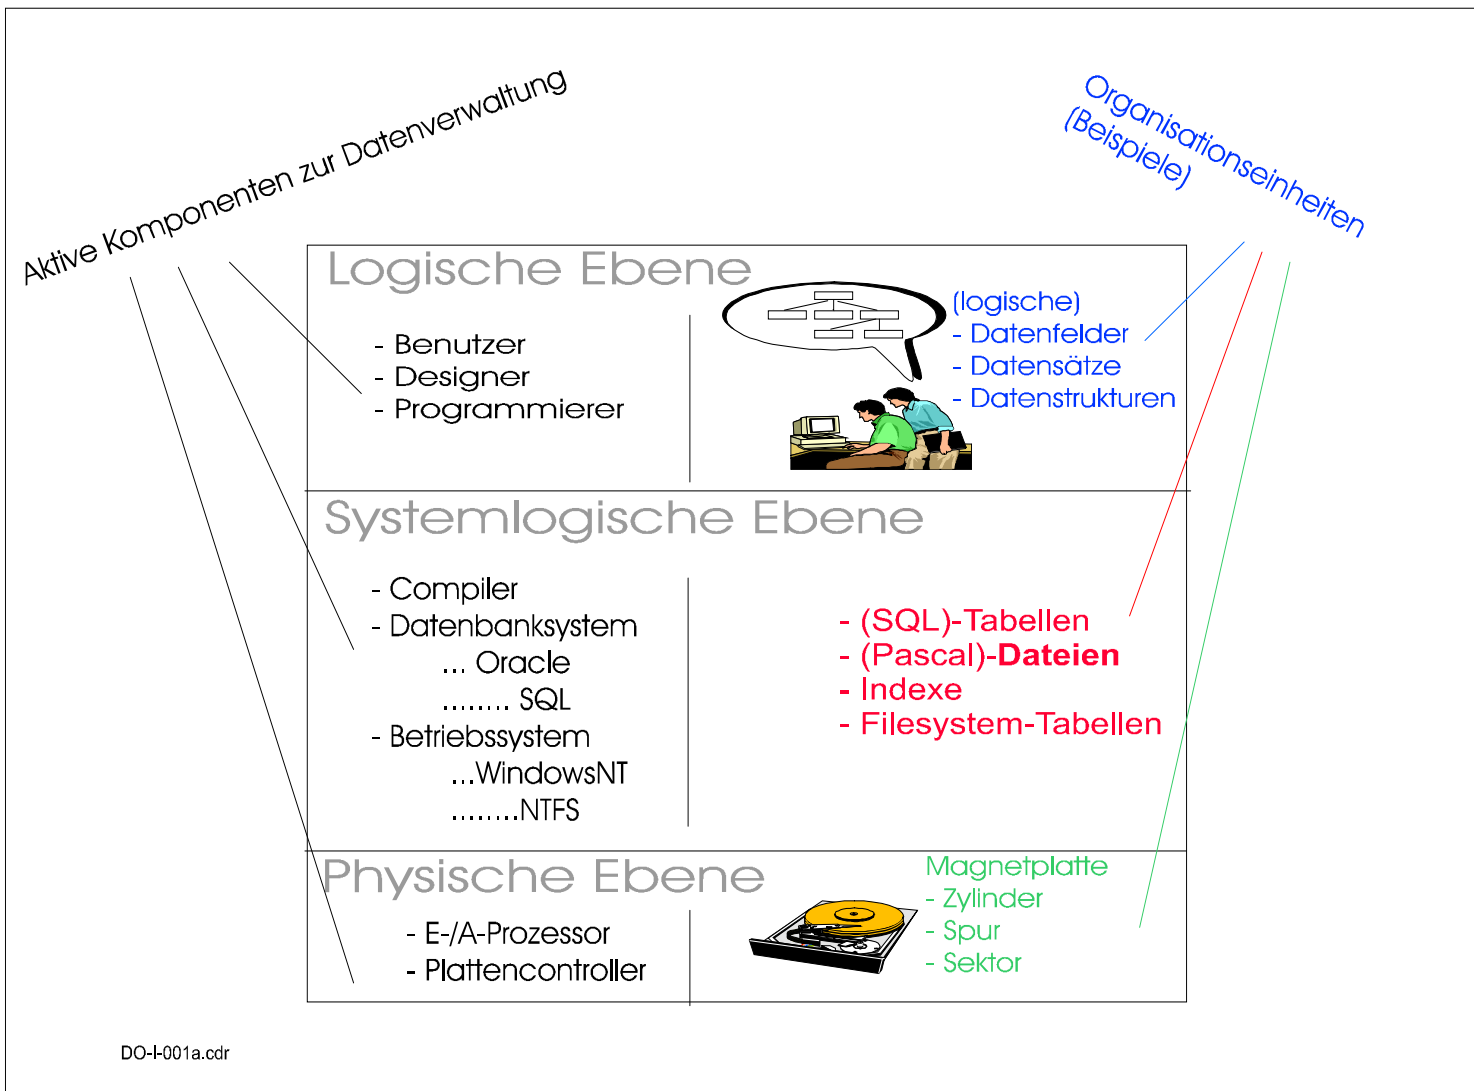 Aktive Komponenten zur Datenverwaltung
Organisationseinheiten
(Beispiele)
Logische Ebene
- Benutzer
- Designer
- Programmierer
(logische)
- Datenfelder
- Datensätze
- Datenstrukturen
Systemlogische Ebene
- Compiler
- Datenbanksystem
... Oracle
........ SQL
- Betriebssystem
...WindowsNT
........NTFS
- (SQL)-Tabellen
- (Pascal)-Dateien
- Indexe
- Filesystem-Tabellen
Physische Ebene
- E-/A-Prozessor
- Plattencontroller
Magnetplatte
- Zylinder
- Spur
- Sektor
DO-I-001a.cdr